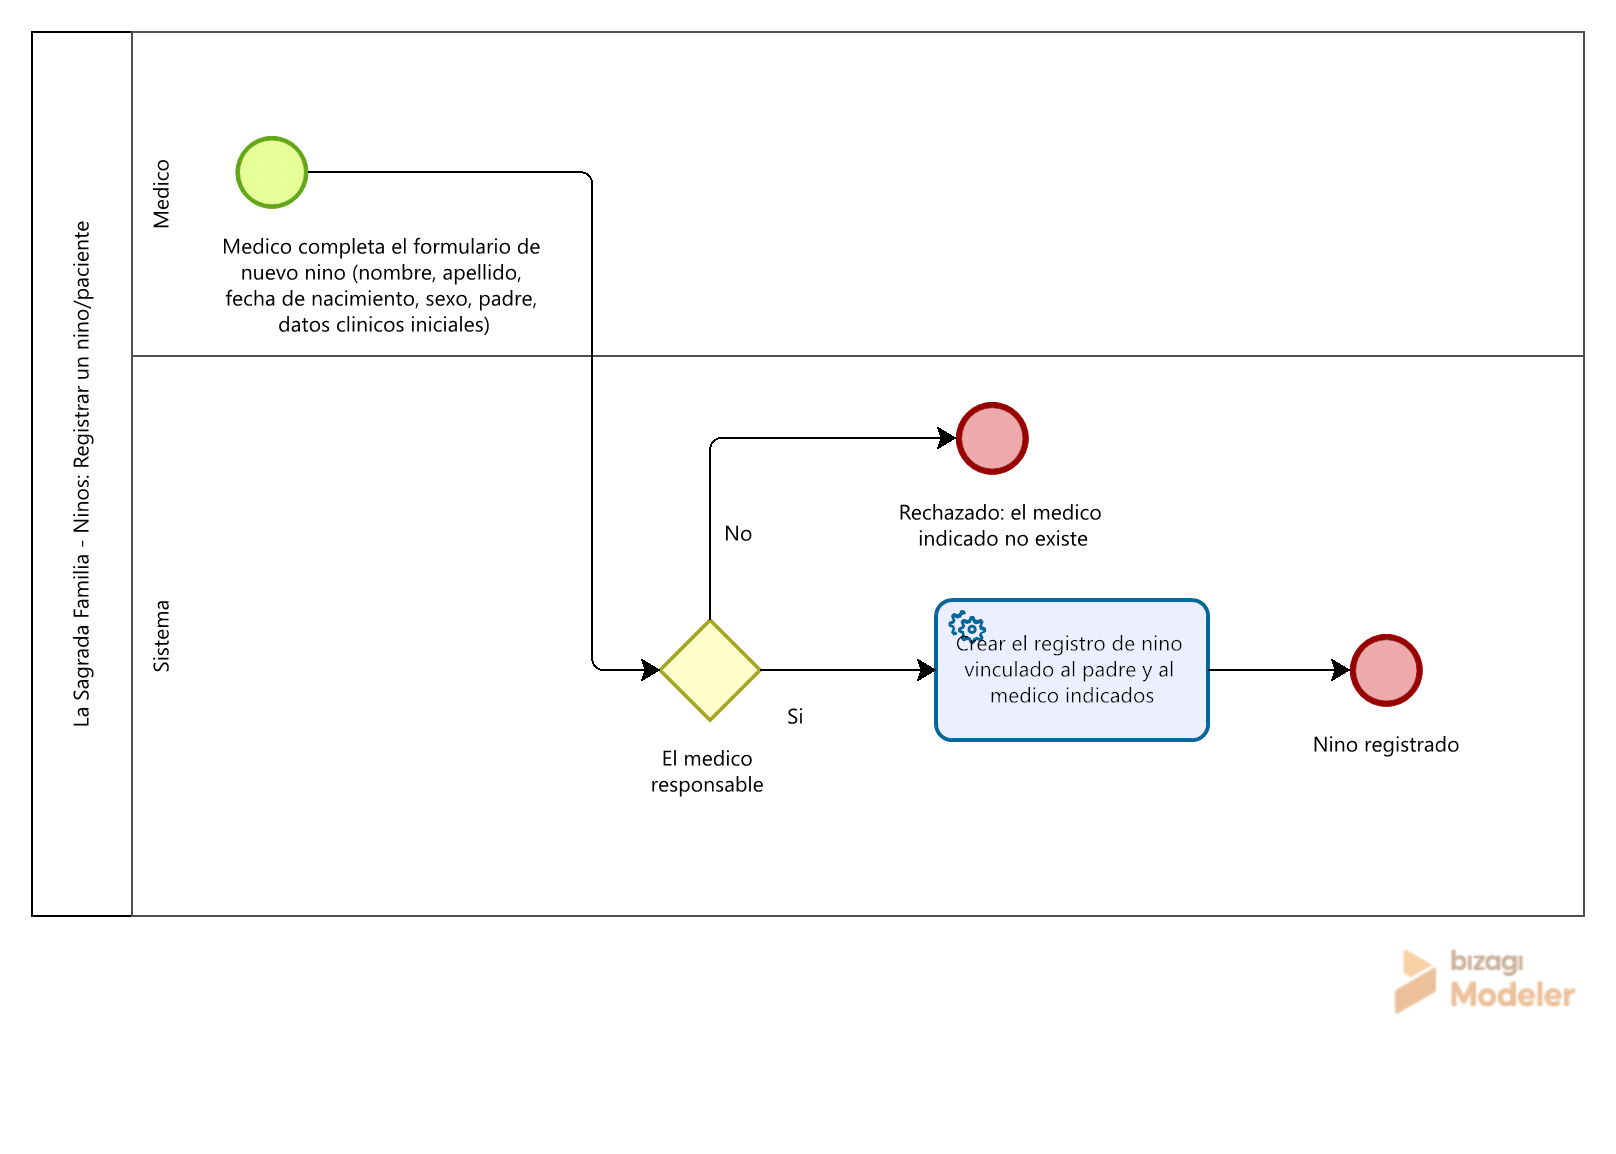 La Sagrada Familia - Ninos: Registrar un nino/paciente
Medico
Medico completa el formulario de
nuevo nino (nombre, apellido,
fecha de nacimiento, sexo, padre,
datos clinicos iniciales)
Sistema
No
Rechazado: el medico
indicado no existe
El medico
responsable
Si
Crear el registro de nino
vinculado al padre y al
medico indicados
Nino registrado
bizagi
Modeler